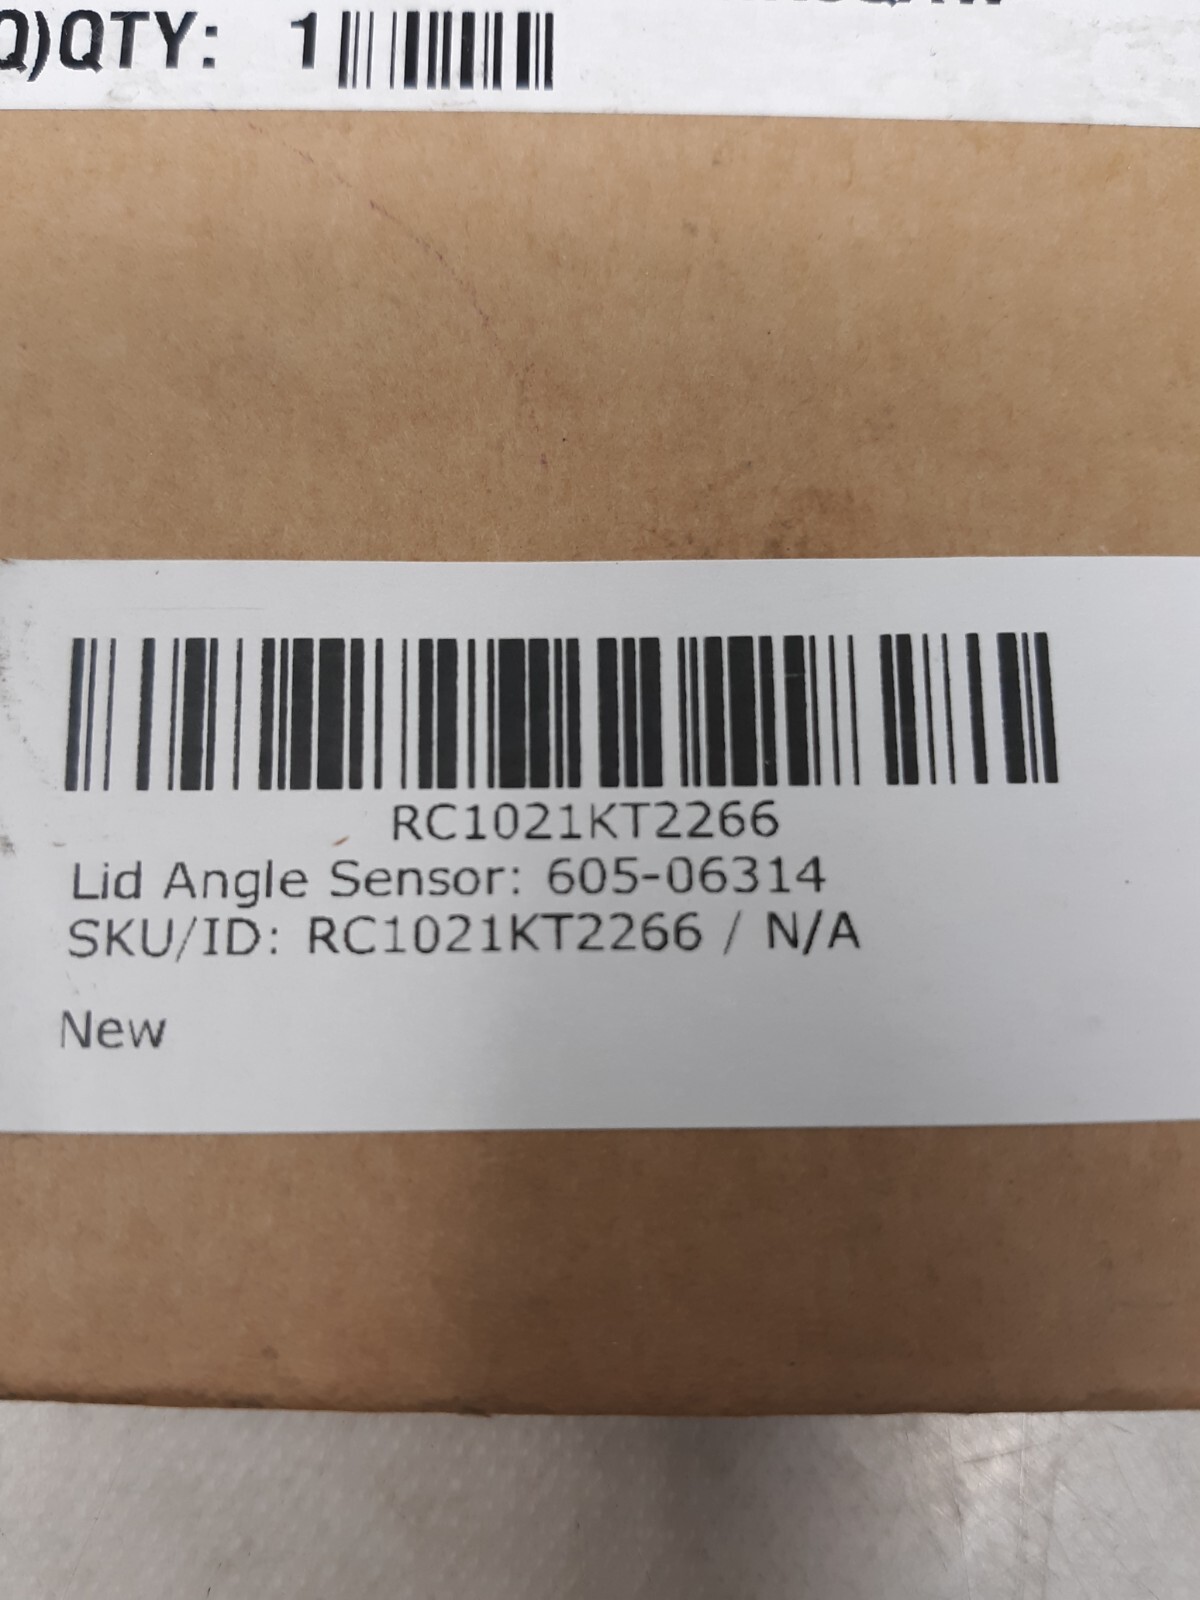 Q)QTY: 1
RC1021KT2266
Lid Angle Sensor: 605-06314
SKU/ID: RC1021KT2266 / N/A
New